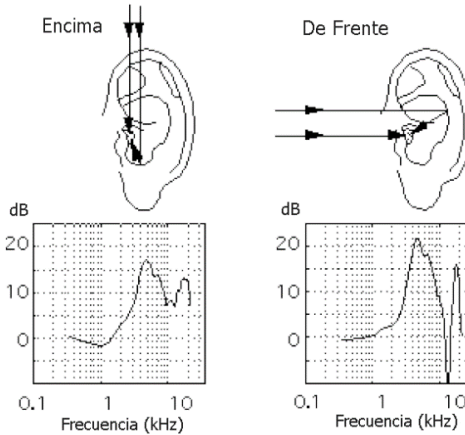 Encima
De Frente
dB
20
10
0
0.1 1 10
Frecuencia (kHz)
dB
20
10
0
0.1 1 10
Frecuencia (kHz)